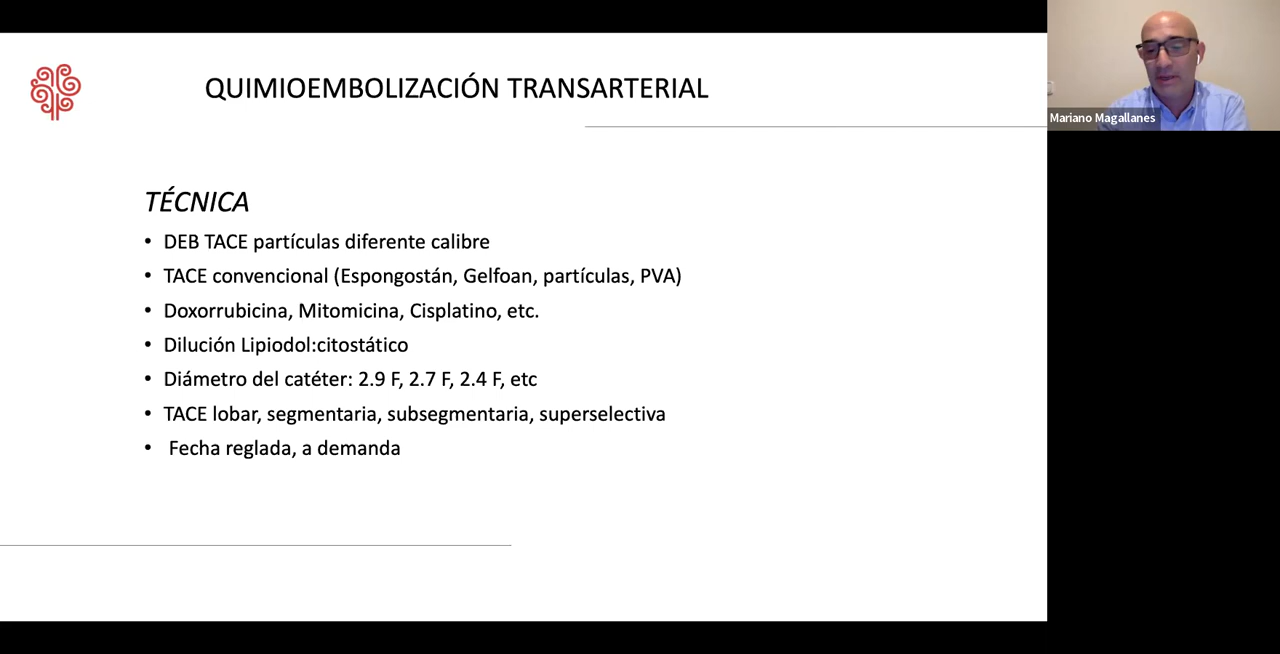 QUIMIOEMBOLIZACIÓN TRANSARTERIAL
Mariano Magallanes
TÉCNICA
• DEB TACE partículas diferente calibre
• TACE convencional (Espongostán, Gelfoan, partículas, PVA)
• Doxorrubicina, Mitomicina, Cisplatino, etc.
• Dilución Lipiodol:citostático
• Diámetro del catéter: 2.9 F, 2.7 F, 2.4 F, etc
• TACE lobar, segmentaria, subsegmentaria, superselectiva
• Fecha reglada, a demanda